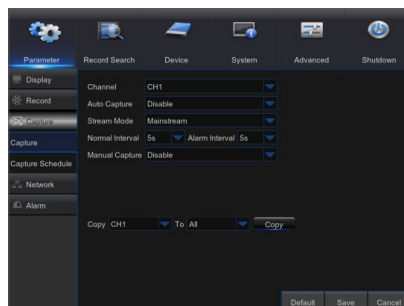 Parameter Record Search Device System Advanced Shutdown
Display
Record
Capture
Capture
Capture Schedule
Network
Alarm
Channel CH1
Auto Capture Disable
Stream Mode Mainstream
Normal Interval 5s Alarm Interval 5s
Manual Capture Disable
Copy CH1 To All Copy
Default Save Cancel